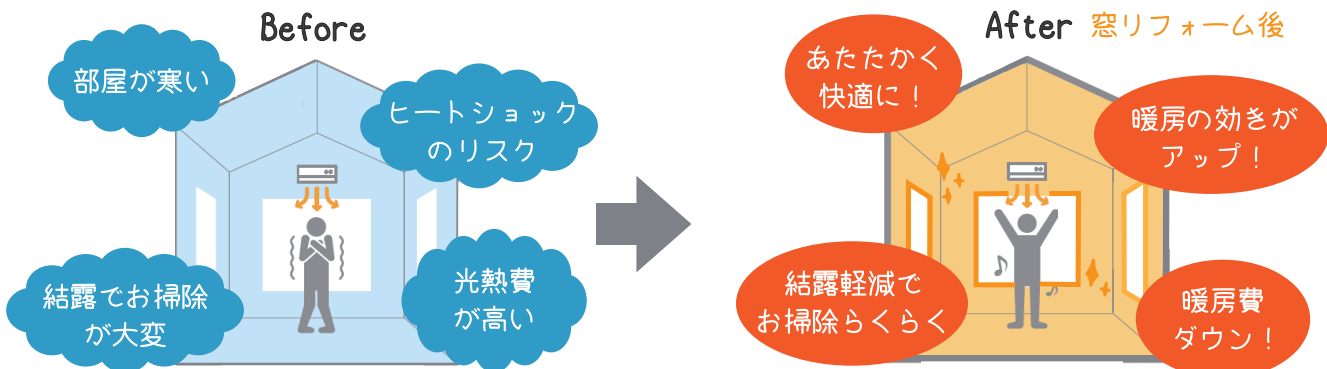 Before
部屋が寒い
ヒートショック
のリスク
結露でお掃除
が大変
光熱費
が高い
After 窓リフォーム後
あたたかく
快適に！
暖房の効きが
アップ！
結露軽減で
お掃除らくらく
暖房費
ダウン！